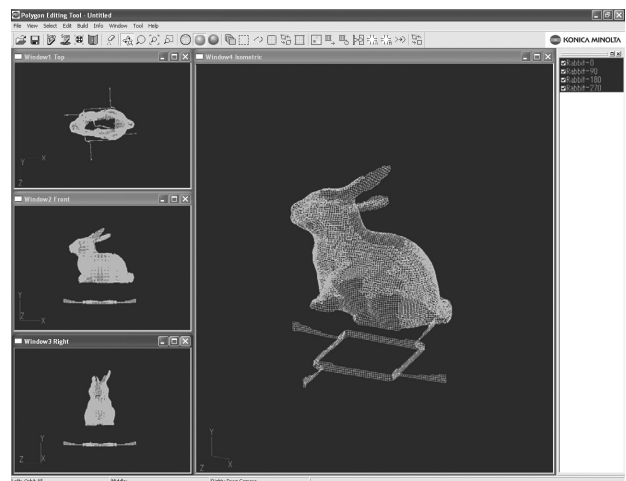 Polygon Editing Tool - Untitled
File View Select Edit Build Info Window Tool Help
KONICA MINOLTA
Window1 Top
Window4 Isometric
Rabbit-0
Rabbit-90
Rabbit-180
Rabbit-270
Y X
Z
Window2 Front
Y
Z X
Window3 Right
Y
Z X
Y
Z X